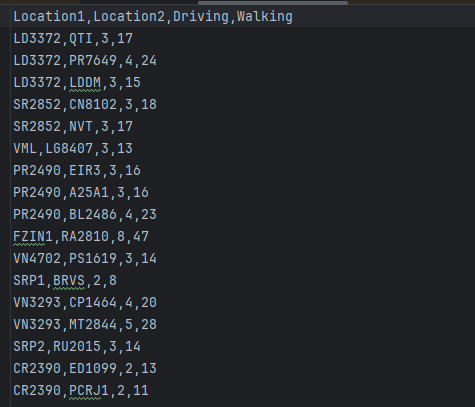 Location1,Location2,Driving,Walking
LD3372,QTI,3,17
LD3372,PR7649,4,24
LD3372,LDDM,3,15
SR2852,CN8102,3,18
SR2852,NVT,3,17
VML,LG8407,3,13
PR2490,EIR3,3,16
PR2490,A25A1,3,16
PR2490,BL2486,4,23
FZIN1,RA2810,8,47
VN4702,PS1619,3,14
SRP1,BRVS,2,8
VN3293,CP1464,4,20
VN3293,MT2844,5,28
SRP2,RU2015,3,14
CR2390,ED1099,2,13
CR2390,PCRJ1,2,11